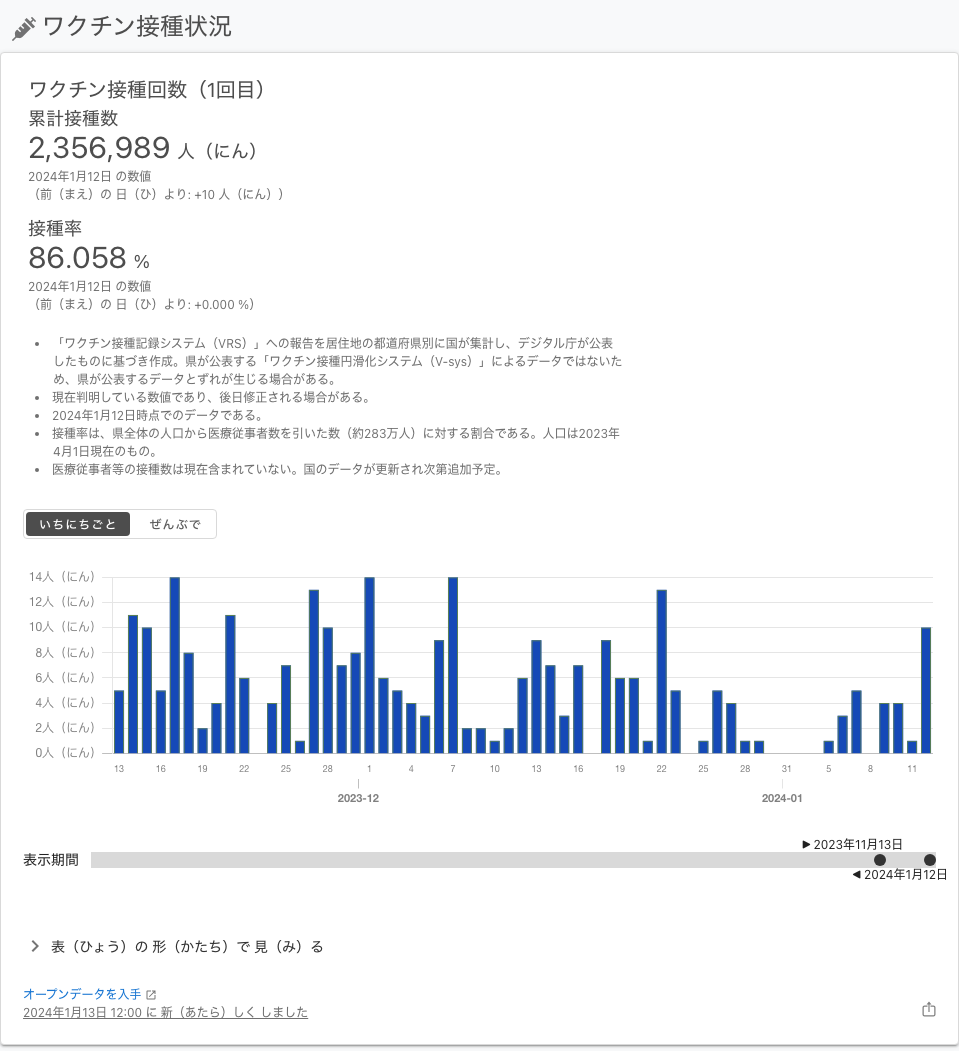 ワクチン接種状況
ワクチン接種回数（1回目）
累計接種数
2,356,989 人（にん）
2024年1月12日 の数値
（前（まえ）の 日（ひ）より: +10 人（にん））
接種率
86.058 %
2024年1月12日 の数値
（前（まえ）の 日（ひ）より: +0.000 %）
• 「ワクチン接種記録システム（VRS）」への報告を居住地の都道府県別に国が集計し、デジタル庁が公表
したものに基づき作成。県が公表する「ワクチン接種円滑化システム（V-sys）」によるデータではないた
め、県が公表するデータとずれが生じる場合がある。
• 現在判明している数値であり、後日修正される場合がある。
• 2024年1月12日時点でのデータである。
• 接種率は、県全体の人口から医療従事者数を引いた数（約283万人）に対する割合である。人口は2023年
4月1日現在のもの。
• 医療従事者等の接種数は現在含まれていない。国のデータが更新され次第追加予定。
いちにちごと ぜんぶで
14人（にん）
12人（にん）
10人（にん）
8人（にん）
6人（にん）
4人（にん）
2人（にん）
0人（にん）
13 16 19 22 25 28 1 4 7 10 13 16 19 22 25 28 31 5 8 11
2023-12 2024-01
▶ 2023年11月13日
表示期間
◀ 2024年1月12日
表（ひょう）の 形（かたち）で 見（み）る
オープンデータを入手
2024年1月13日 12:00 に 新（あたら）しく しました